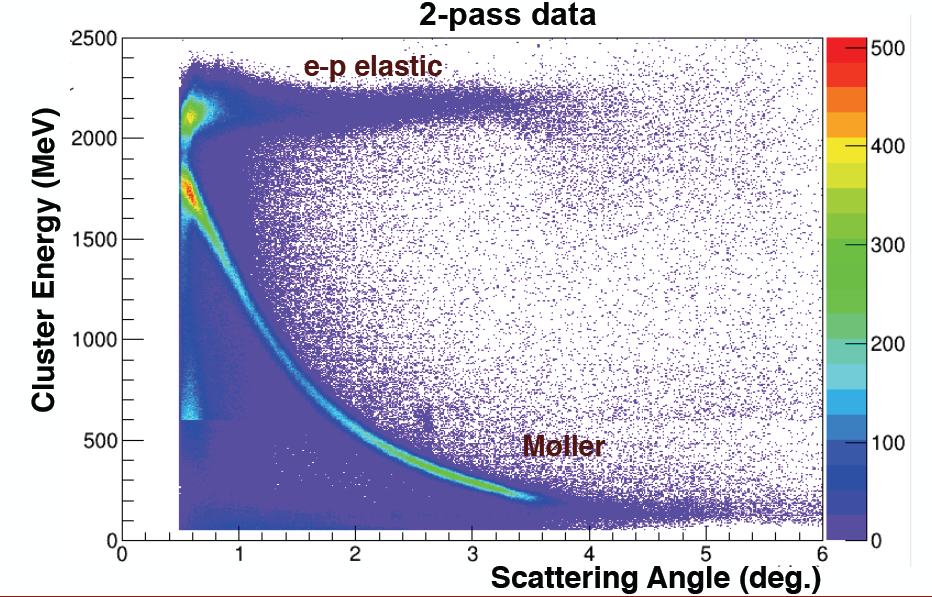 2-pass data
e-p elastic
Møller
Cluster Energy (MeV)
2500
2000
1500
1000
500
0
0 1 2 3 4 5 6
Scattering Angle (deg.)
500
400
300
200
100
0